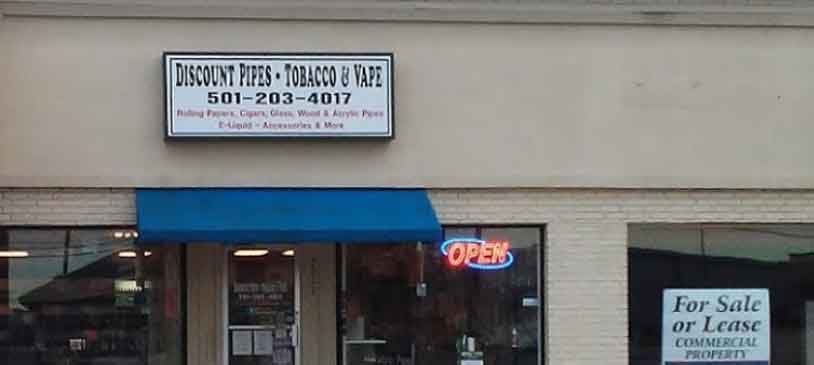 DISCOUNT PIPES • TOBACCO & VAPE
501-203-4017
Rolling Papers, Cigars, Glass, Wood & Acrylic Pipes
E-Liquid - Accessories & More
OPEN
For Sale
or Lease
COMMERCIAL
PROPERTY